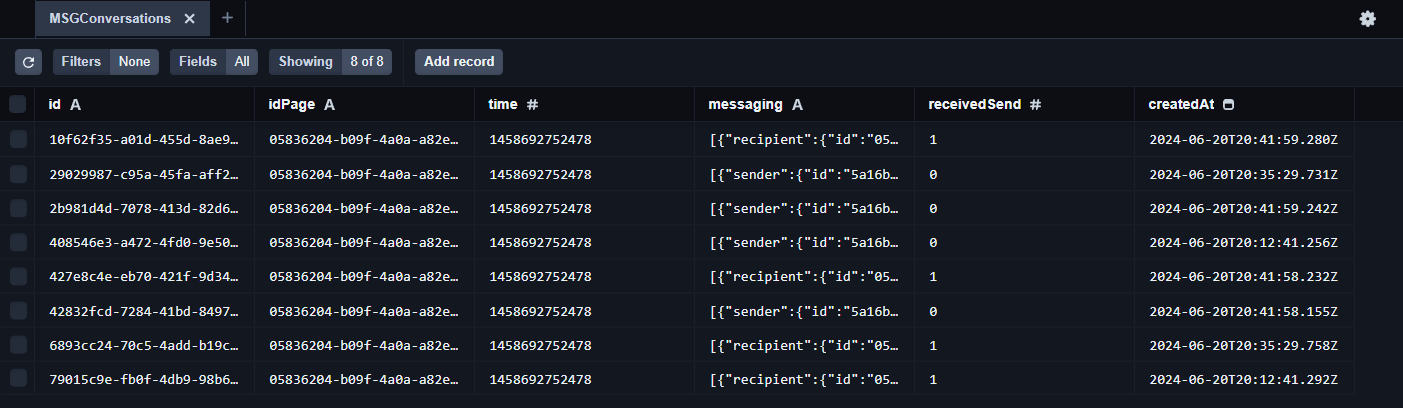 MSGConversations
Filters None Fields All Showing 8 of 8 Add record
id A idPage A time # messaging A receivedSend # createdAt
10f62f35-a01d-455d-8ae9… 05836204-b09f-4a0a-a82e… 1458692752478 [{"recipient":{"id":"05… 1 2024-06-20T20:41:59.280Z
29029987-c95a-45fa-aff2… 05836204-b09f-4a0a-a82e… 1458692752478 [{"sender":{"id":"5a16b… 0 2024-06-20T20:35:29.731Z
2b981d4d-7078-413d-82d6… 05836204-b09f-4a0a-a82e… 1458692752478 [{"sender":{"id":"5a16b… 0 2024-06-20T20:41:59.242Z
408546e3-a472-4fd0-9e50… 05836204-b09f-4a0a-a82e… 1458692752478 [{"sender":{"id":"5a16b… 0 2024-06-20T20:12:41.256Z
427e8c4e-eb70-421f-9d34… 05836204-b09f-4a0a-a82e… 1458692752478 [{"recipient":{"id":"05… 1 2024-06-20T20:41:58.232Z
42832fcd-7284-41bd-8497… 05836204-b09f-4a0a-a82e… 1458692752478 [{"sender":{"id":"5a16b… 0 2024-06-20T20:41:58.155Z
6893cc24-70c5-4add-b19c… 05836204-b09f-4a0a-a82e… 1458692752478 [{"recipient":{"id":"05… 1 2024-06-20T20:35:29.758Z
79015c9e-fb0f-4db9-98b6… 05836204-b09f-4a0a-a82e… 1458692752478 [{"recipient":{"id":"05… 1 2024-06-20T20:12:41.292Z